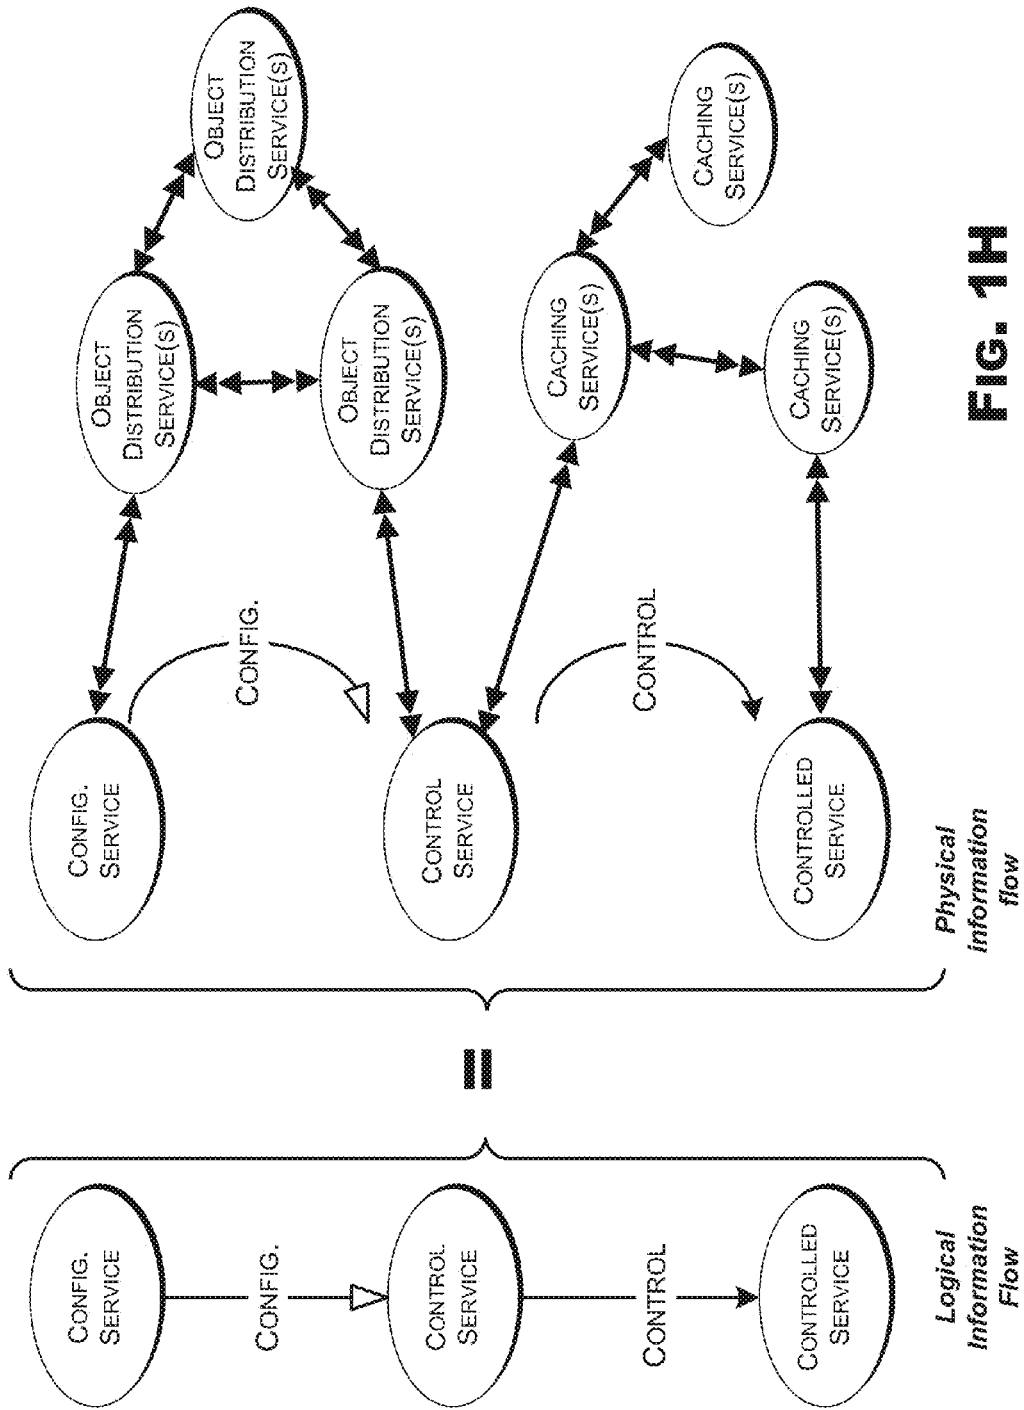 CONFIG.
SERVICE
CONFIG.
CONTROL
SERVICE
CONTROL
CONTROLLED
SERVICE
Logical
Information
Flow
=
CONFIG.
SERVICE
CONFIG.
CONTROL
SERVICE
CONTROL
CONTROLLED
SERVICE
OBJECT
DISTRIBUTION
SERVICE(S)
OBJECT
DISTRIBUTION
SERVICE(S)
OBJECT
DISTRIBUTION
SERVICE(S)
CACHING
SERVICE(S)
CACHING
SERVICE(S)
CACHING
SERVICE(S)
Physical
information
flow
FIG. 1H